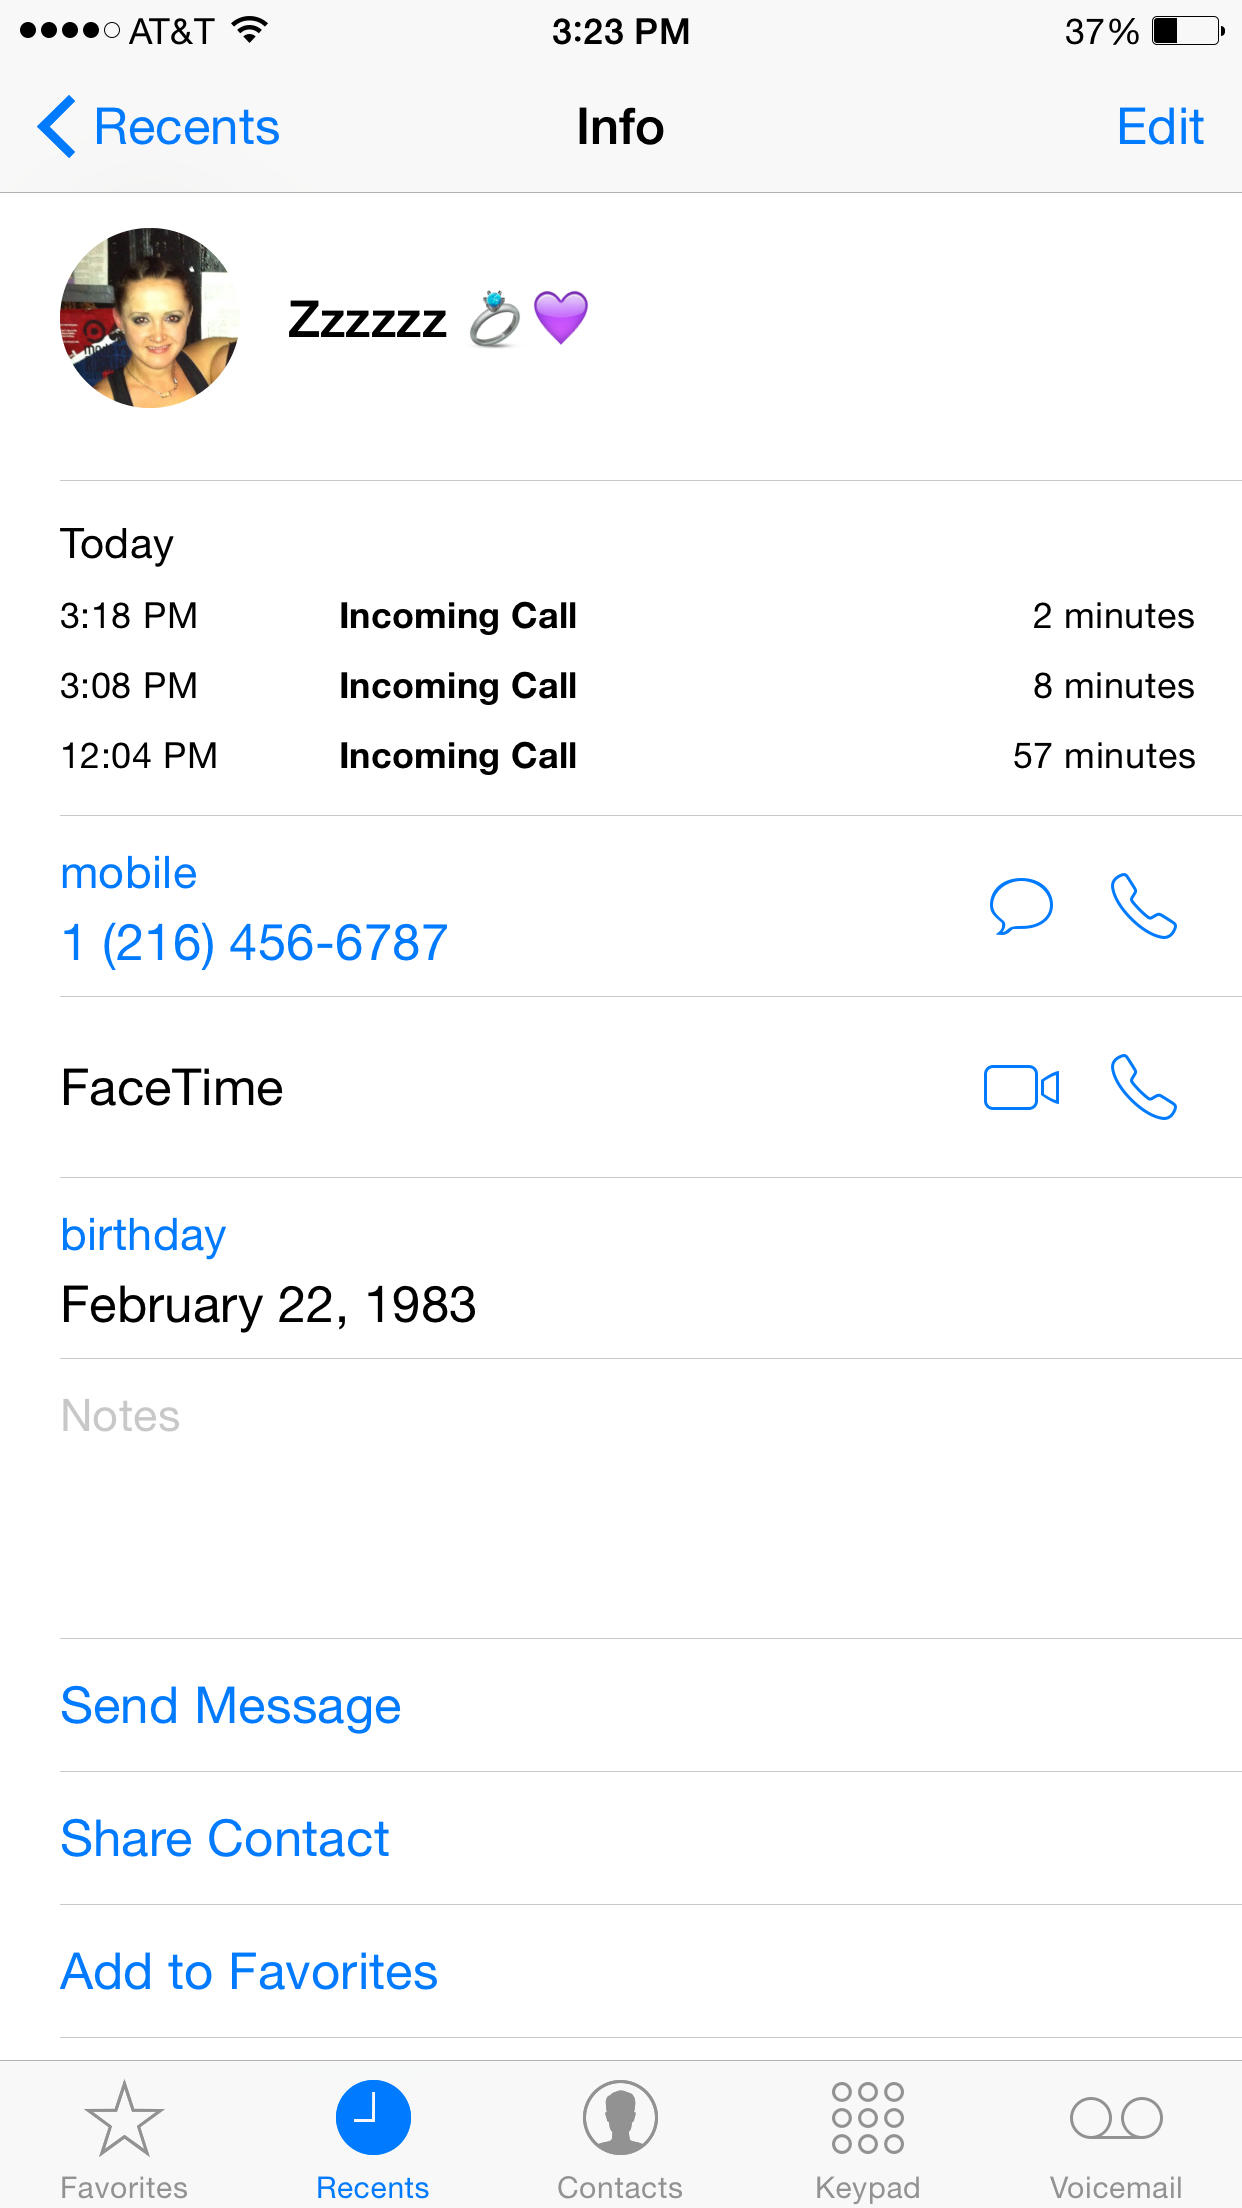 AT&T 3:23 PM 37%
Recents Info Edit
Zzzzzz 💍💜
Today
3:18 PM Incoming Call 2 minutes
3:08 PM Incoming Call 8 minutes
12:04 PM Incoming Call 57 minutes
mobile
1 (216) 456-6787
FaceTime
birthday
February 22, 1983
Notes
Send Message
Share Contact
Add to Favorites
Favorites Recents Contacts Keypad Voicemail